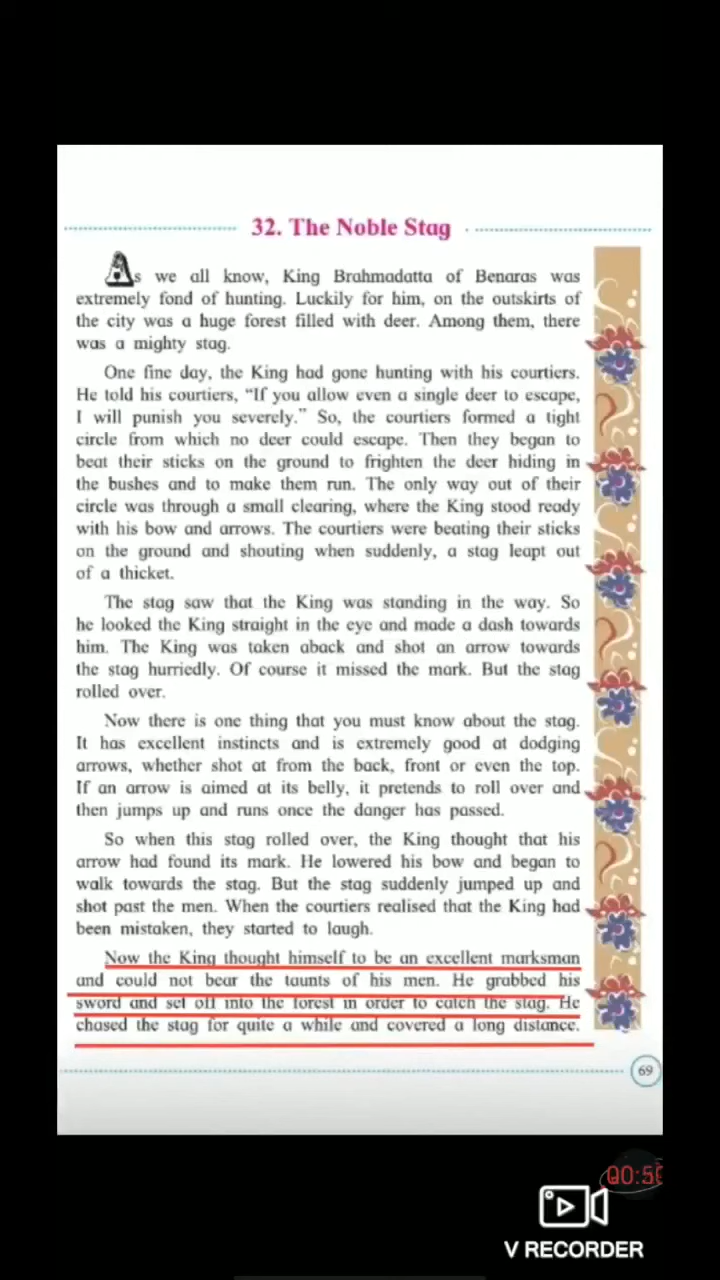 32. The Noble Stag
As we all know, King Brahmadatta of Benaras was
extremely fond of hunting. Luckily for him, on the outskirts of
the city was a huge forest filled with deer. Among them, there
was a mighty stag.
One fine day, the King had gone hunting with his courtiers.
He told his courtiers, “If you allow even a single deer to escape,
I will punish you severely.” So, the courtiers formed a tight
circle from which no deer could escape. Then they began to
beat their sticks on the ground to frighten the deer hiding in
the bushes and to make them run. The only way out of their
circle was through a small clearing, where the King stood ready
with his bow and arrows. The courtiers were beating their sticks
on the ground and shouting when suddenly, a stag leapt out
of a thicket.
The stag saw that the King was standing in the way. So
he looked the King straight in the eye and made a dash towards
him. The King was taken aback and shot an arrow towards
the stag hurriedly. Of course it missed the mark. But the stag
rolled over.
Now there is one thing that you must know about the stag.
It has excellent instincts and is extremely good at dodging
arrows, whether shot at from the back, front or even the top.
If an arrow is aimed at its belly, it pretends to roll over and
then jumps up and runs once the danger has passed.
So when this stag rolled over, the King thought that his
arrow had found its mark. He lowered his bow and began to
walk towards the stag. But the stag suddenly jumped up and
shot past the men. When the courtiers realised that the King had
been mistaken, they started to laugh.
Now the King thought himself to be an excellent marksman
and could not bear the taunts of his men. He grabbed his
sword and set off into the forest in order to catch the stag. He
chased the stag for quite a while and covered a long distance.
69
00:50
V RECORDER